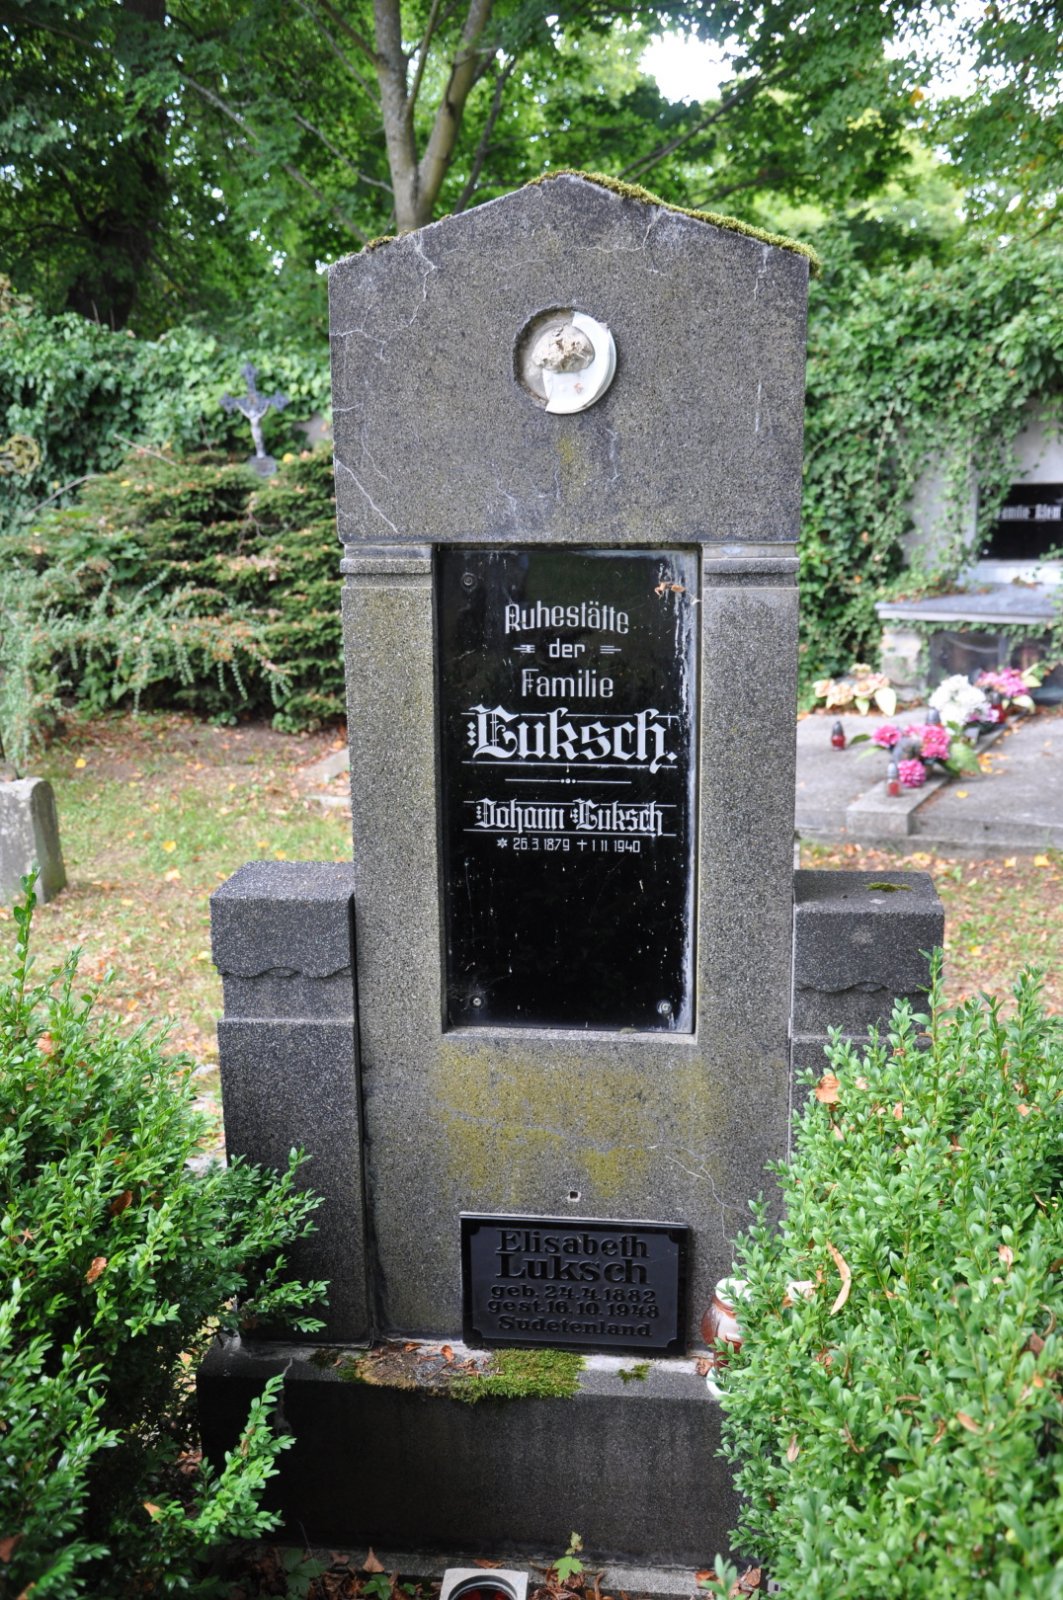 Ruhestätte
der
Familie
Luksch.
Johann Luksch
* 26.3.1879 + 1.11.1940
Elisabeth
Luksch
geb. 24.4.1882
gest. 16.10.1948
Sudetenland